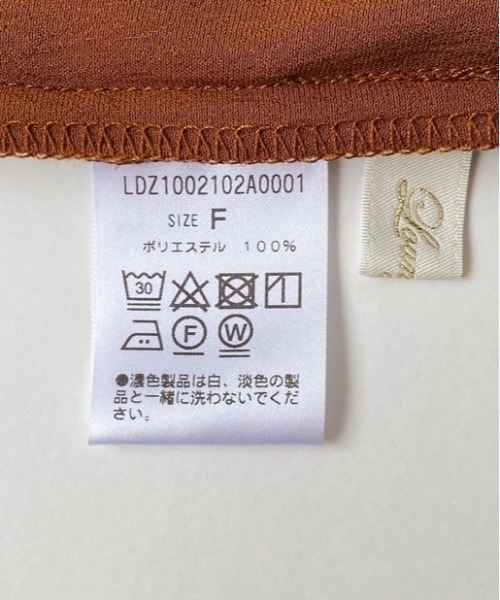 LDZ1002102A0001
SIZE F
ポリエステル 100%
30
F W
●濃色製品は白、淡色の製
品と一緒に洗わないでくだ
さい。